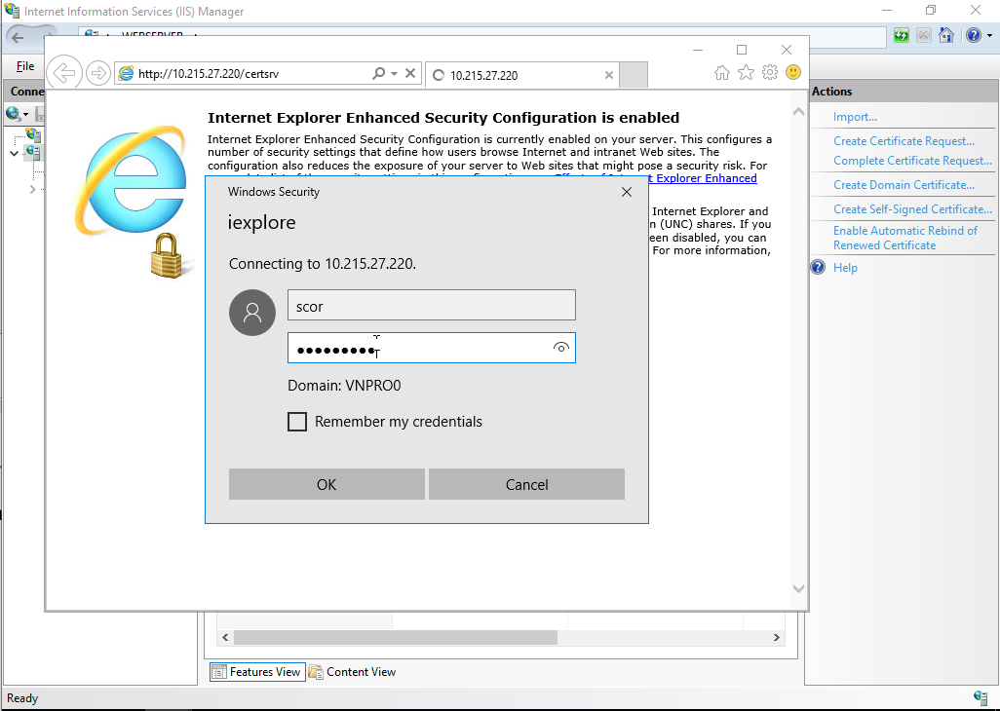 Internet Information Services (IIS) Manager
WEBSERVER
File
Conne
http://10.215.27.220/certsrv
10.215.27.220
Internet Explorer Enhanced Security Configuration is enabled
Internet Explorer Enhanced Security Configuration is currently enabled on your server. This configures a
number of security settings that define how users browse Internet and intranet Web sites. The
configuration also reduces the exposure of your server to Web sites that might pose a security risk. For
t Explorer Enhanced
Internet Explorer and
n (UNC) shares. If you
een disabled, you can
For more information,
Windows Security
iexplore
Connecting to 10.215.27.220.
scor
●●●●●●●●●
Domain: VNPRO0
Remember my credentials
OK
Cancel
Actions
Import...
Create Certificate Request...
Complete Certificate Request...
Create Domain Certificate...
Create Self-Signed Certificate...
Enable Automatic Rebind of
Renewed Certificate
Help
Features View
Content View
Ready